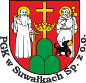 PGK w Suwałkach Sp. z o.o.